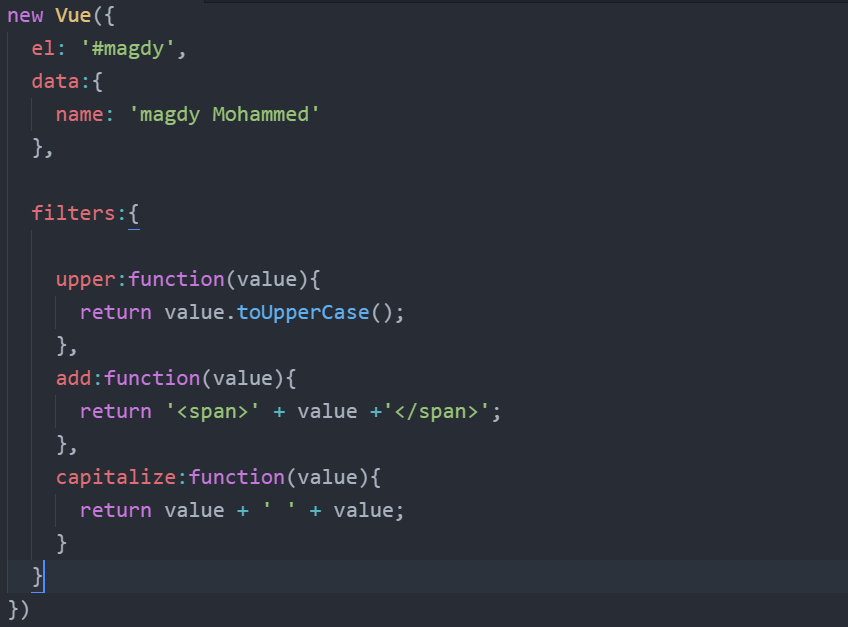 new Vue({
  el: '#magdy',
  data:{
    name: 'magdy Mohammed'
  },
  filters:{
    upper:function(value){
      return value.toUpperCase();
    },
    add:function(value){
      return '<span>' + value +'</span>';
    },
    capitalize:function(value){
      return value + ' ' + value;
    }
  }
})